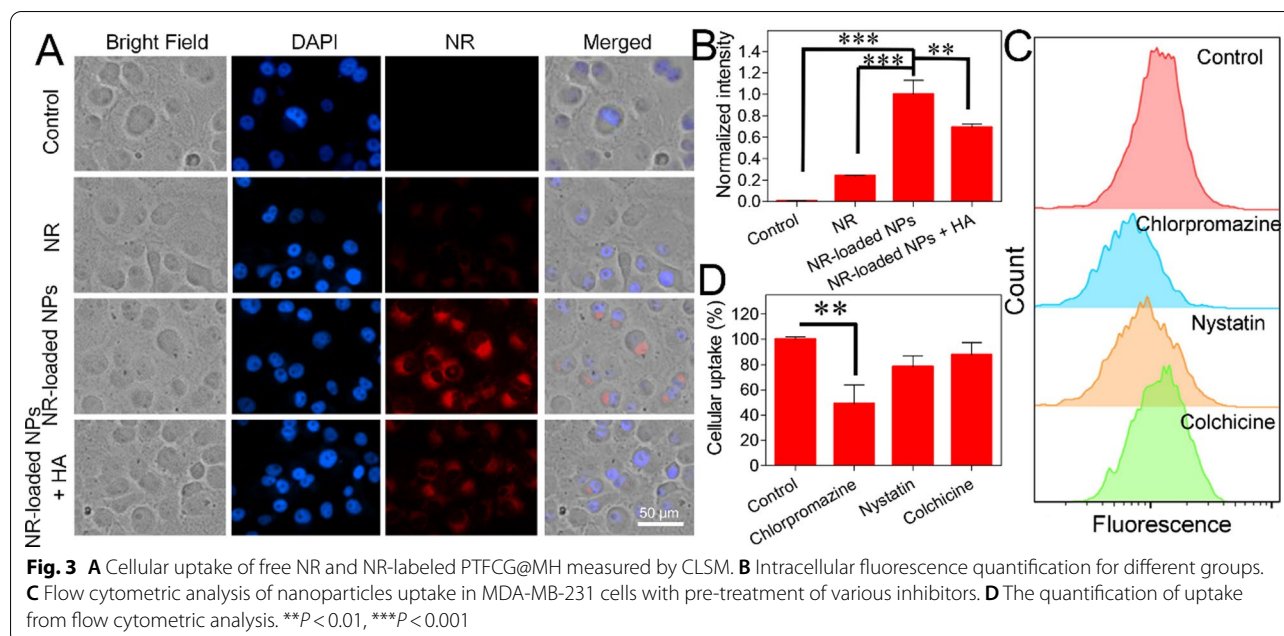 A
Bright Field DAPI NR Merged
Control
NR
NR-loaded NPs
NR-loaded NPs
+ HA
50 µm
B
Normalized intensity
1.4
1.2
1.0
0.8
0.6
0.4
0.2
0.0
***
***
**
Control
NR
NR-loaded NPs
NR-loaded NPs + HA
C
Count
Control
Chlorpromazine
Nystatin
Colchicine
Fluorescence
D
Cellular uptake (%)
120
100
80
60
40
20
0
**
Control
Chlorpromazine
Nystatin
Colchicine
Fig. 3 A Cellular uptake of free NR and NR-labeled PTFCG@MH measured by CLSM. B Intracellular fluorescence quantification for different groups.
C Flow cytometric analysis of nanoparticles uptake in MDA-MB-231 cells with pre-treatment of various inhibitors. D The quantification of uptake
from flow cytometric analysis. **P < 0.01, ***P < 0.001